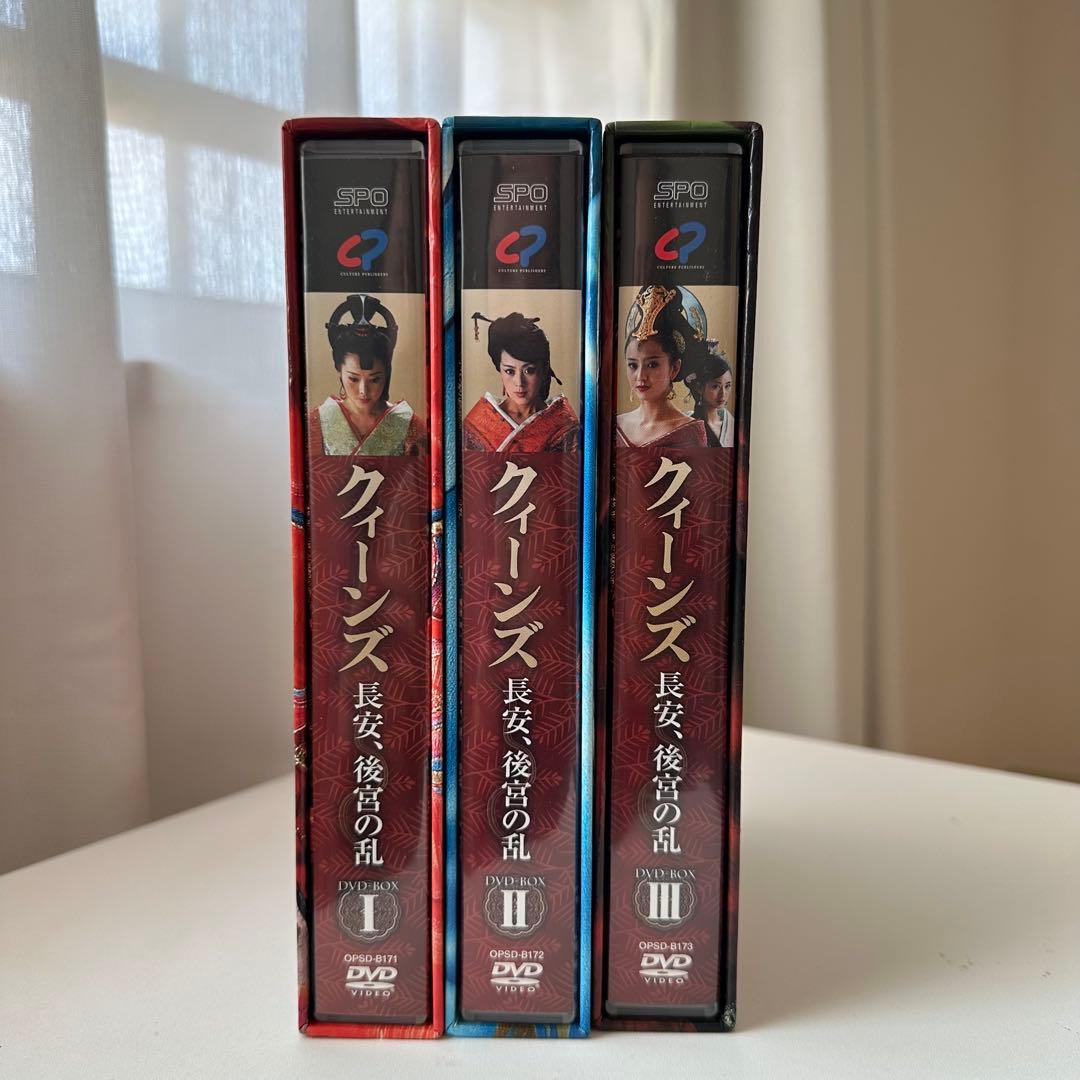 SPO
ENTERTAINMENT
CULTURE PUBLISHERS
クィーンズ
長安、後宮の乱
DVD-BOX
I
OPSD-B171
DVD
VIDEO
SPO
ENTERTAINMENT
CULTURE PUBLISHERS
クィーンズ
長安、後宮の乱
DVD-BOX
II
OPSD-B172
DVD
VIDEO
SPO
ENTERTAINMENT
CULTURE PUBLISHERS
クィーンズ
長安、後宮の乱
DVD-BOX
III
OPSD-B173
DVD
VIDEO